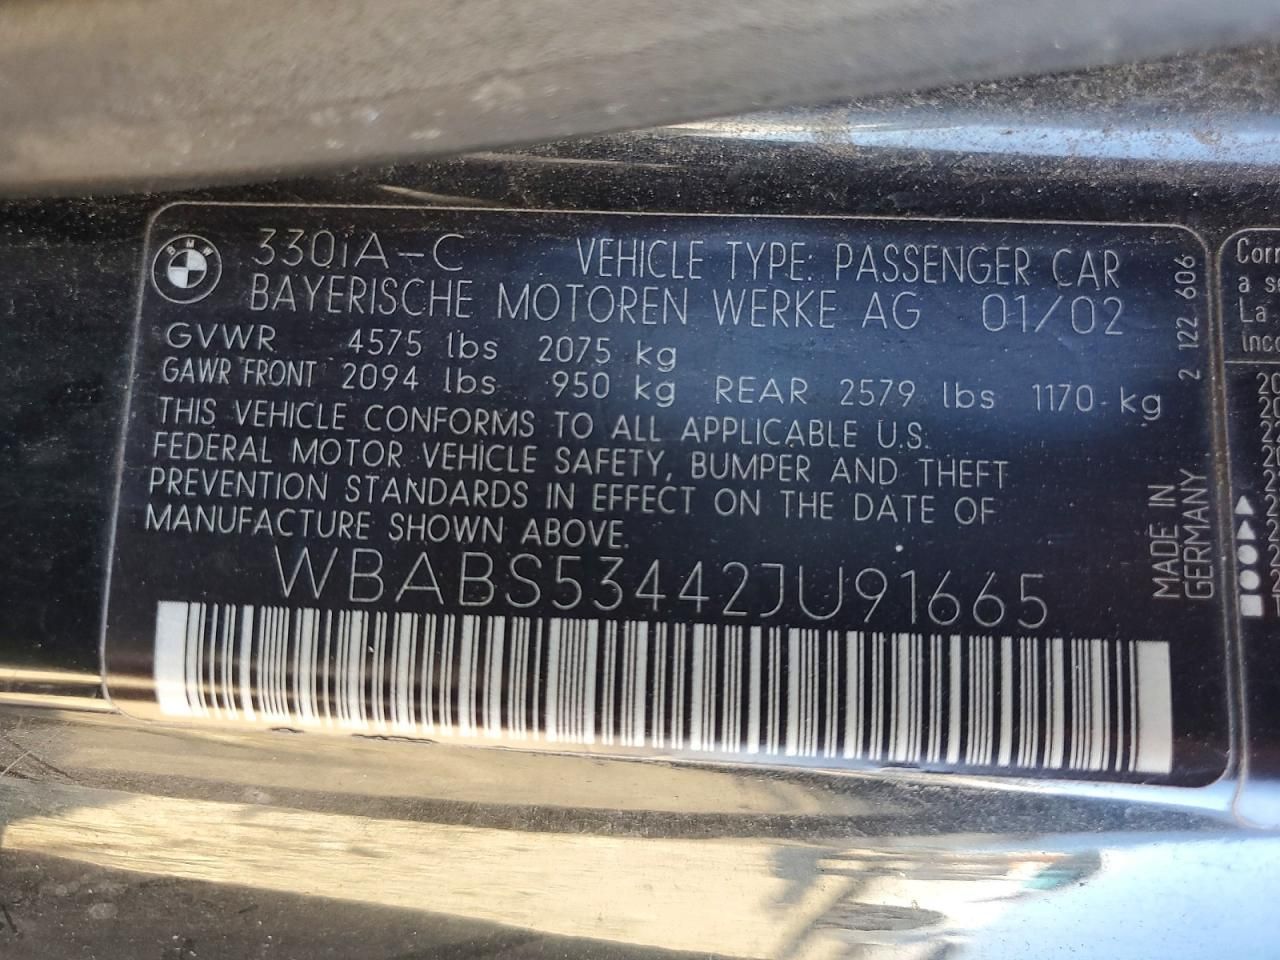 BMW
330iA-C VEHICLE TYPE: PASSENGER CAR
BAYERISCHE MOTOREN WERKE AG 01/02
GVWR 4575 lbs 2075 kg
GAWR FRONT 2094 lbs 950 kg REAR 2579 lbs 1170 kg
THIS VEHICLE CONFORMS TO ALL APPLICABLE U.S.
FEDERAL MOTOR VEHICLE SAFETY, BUMPER AND THEFT
PREVENTION STANDARDS IN EFFECT ON THE DATE OF
MANUFACTURE SHOWN ABOVE.
WBABS53442JU91665
2 122 606
MADE IN
GERMANY
a
La